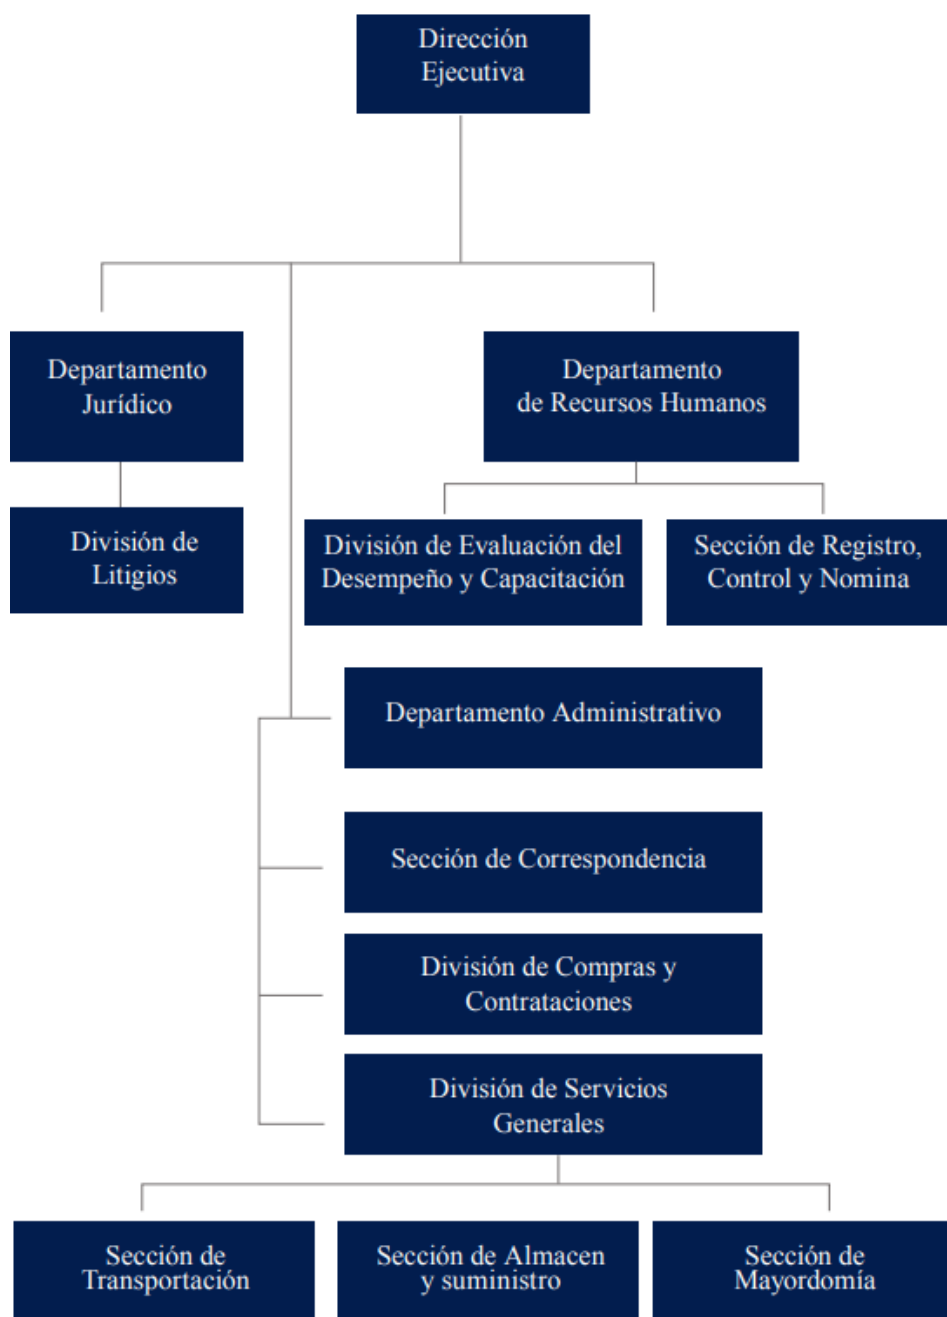 Dirección
Ejecutiva
Departamento
Jurídico
Departamento
de Recursos Humanos
División de
Litigios
División de Evaluación del
Desempeño y Capacitación
Sección de Registro,
Control y Nomina
Departamento Administrativo
Sección de Correspondencia
División de Compras y
Contrataciones
División de Servicios
Generales
Sección de
Transportación
Sección de Almacen
y suministro
Sección de
Mayordomía